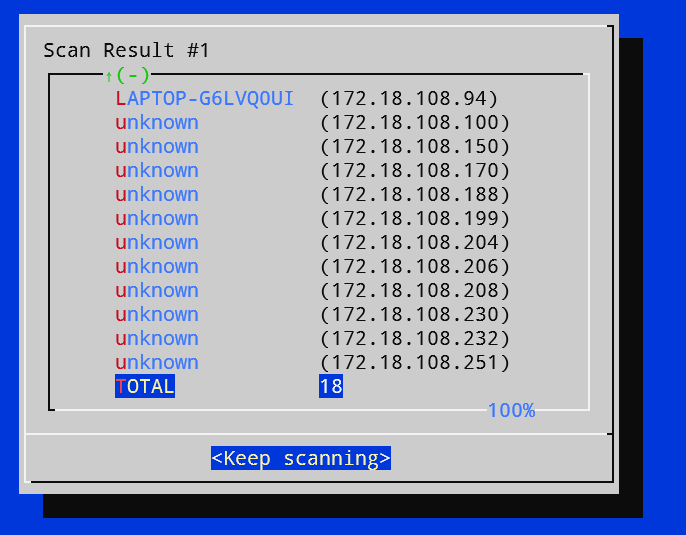 Scan Result #1
↑(-)
LAPTOP-G6LVQ0UI (172.18.108.94)
unknown (172.18.108.100)
unknown (172.18.108.150)
unknown (172.18.108.170)
unknown (172.18.108.188)
unknown (172.18.108.199)
unknown (172.18.108.204)
unknown (172.18.108.206)
unknown (172.18.108.208)
unknown (172.18.108.230)
unknown (172.18.108.232)
unknown (172.18.108.251)
TOTAL 18
100%
<Keep scanning>